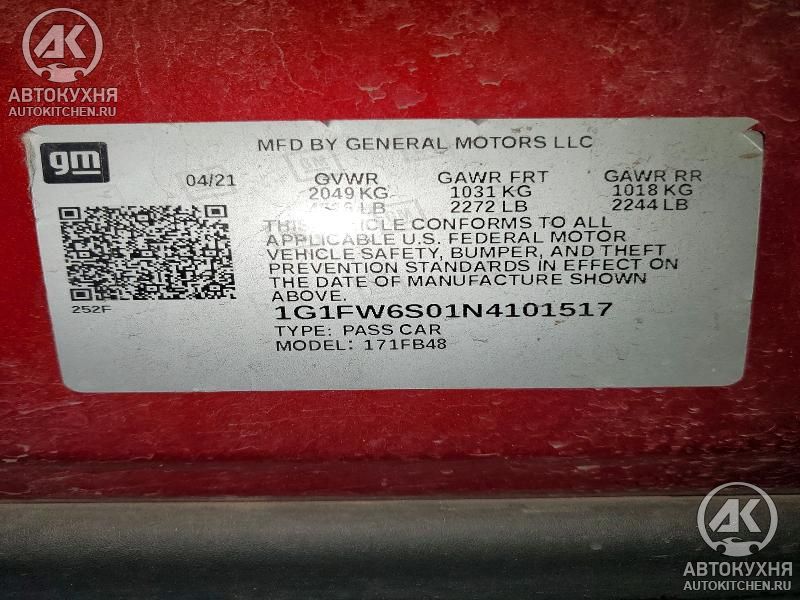 АК
АВТОКУХНЯ
AUTOKITCHEN.RU
gm
MFD BY GENERAL MOTORS LLC
04/21 GVWR GAWR FRT GAWR RR
2049 KG 1031 KG 1018 KG
LB 2272 LB 2244 LB
THIS VEHICLE CONFORMS TO ALL
APPLICABLE U.S. FEDERAL MOTOR
VEHICLE SAFETY, BUMPER, AND THEFT
PREVENTION STANDARDS IN EFFECT ON
THE DATE OF MANUFACTURE SHOWN
ABOVE.
252F
1G1FW6S01N4101517
TYPE: PASS CAR
MODEL: 171FB48
АК
АВТОКУХНЯ
AUTOKITCHEN.RU